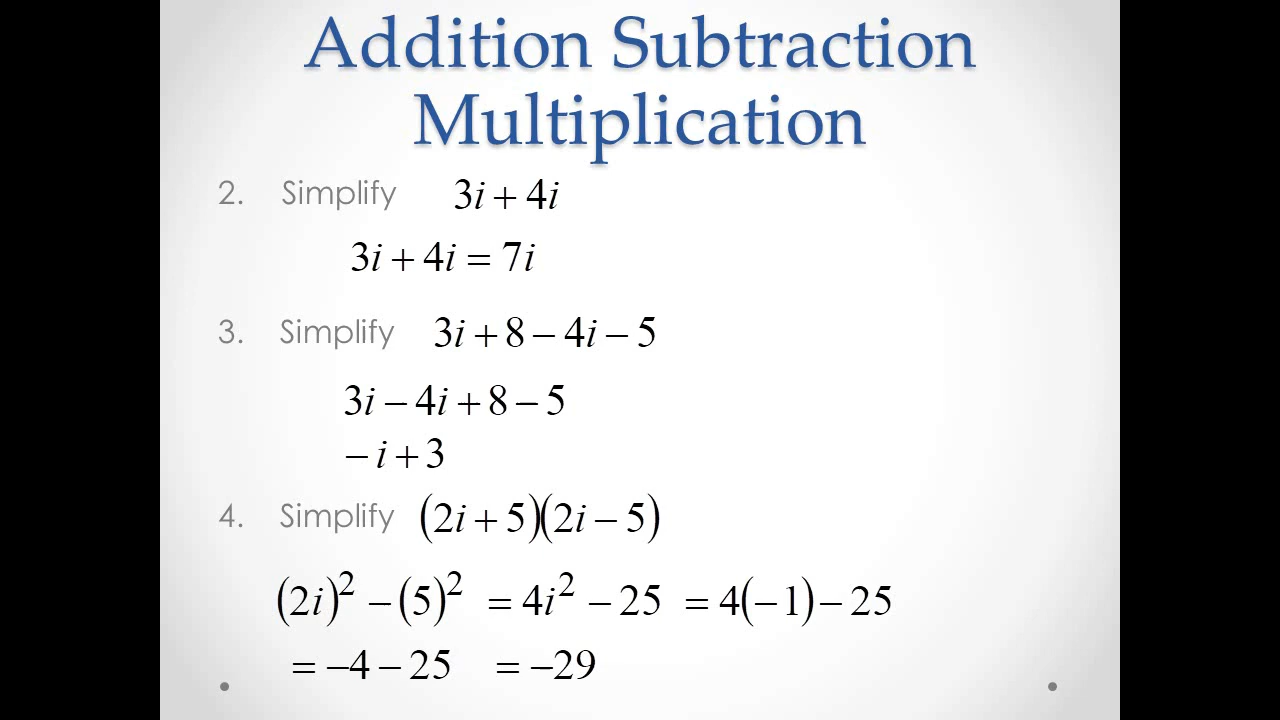 Addition Subtraction
Multiplication
2. Simplify 3i + 4i
3i + 4i = 7i
3. Simplify 3i + 8 − 4i − 5
3i − 4i + 8 − 5
− i + 3
4. Simplify (2i + 5)(2i − 5)
(2i)² − (5)² = 4i² − 25 = 4(−1) − 25
= −4 − 25 = −29